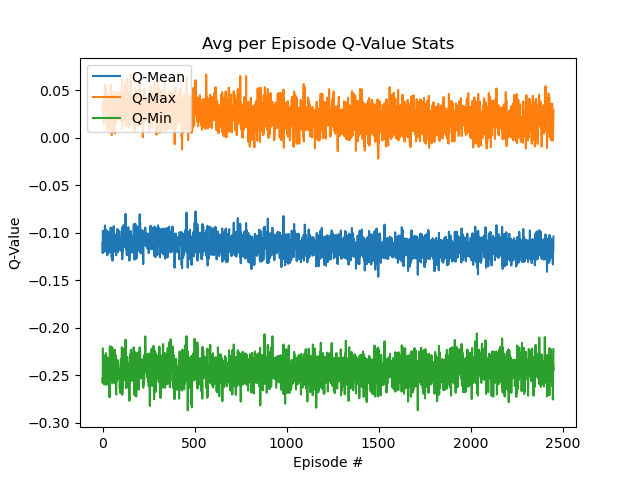 Avg per Episode Q-Value Stats
Q-Mean
Q-Max
Q-Min
0.05
0.00
−0.05
−0.10
−0.15
−0.20
−0.25
−0.30
Q-Value
0
500
1000
1500
2000
2500
Episode #